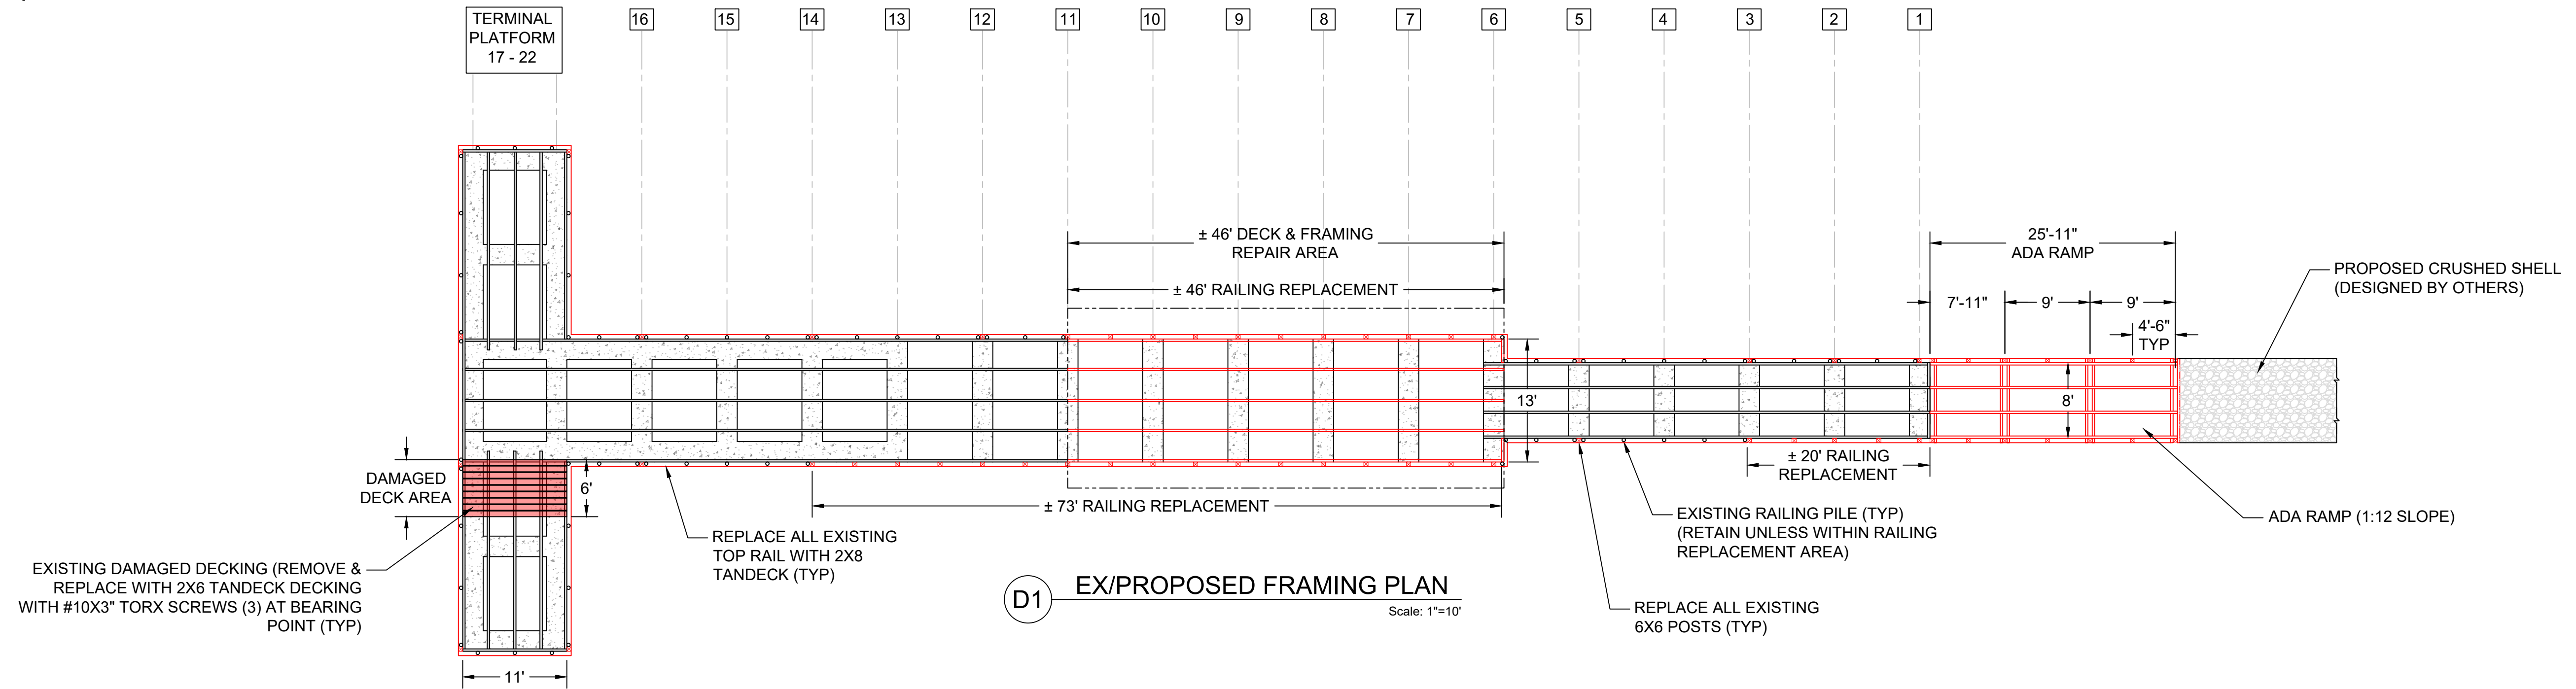 TERMINAL
PLATFORM
17 - 22
16
15
14
13
12
11
10
9
8
7
6
5
4
3
2
1
± 46' DECK & FRAMING
REPAIR AREA
± 46' RAILING REPLACEMENT
25'-11"
ADA RAMP
7'-11"
9'
9'
4'-6"
TYP
PROPOSED CRUSHED SHELL
(DESIGNED BY OTHERS)
13'
8'
DAMAGED
DECK AREA
6'
± 73' RAILING REPLACEMENT
± 20' RAILING
REPLACEMENT
EXISTING DAMAGED DECKING (REMOVE &
REPLACE WITH 2X6 TANDECK DECKING
WITH #10X3" TORX SCREWS (3) AT BEARING
POINT (TYP)
REPLACE ALL EXISTING
TOP RAIL WITH 2X8
TANDECK (TYP)
EXISTING RAILING PILE (TYP)
(RETAIN UNLESS WITHIN RAILING
REPLACEMENT AREA)
ADA RAMP (1:12 SLOPE)
REPLACE ALL EXISTING
6X6 POSTS (TYP)
11'
D1
EX/PROPOSED FRAMING PLAN
Scale: 1"=10'